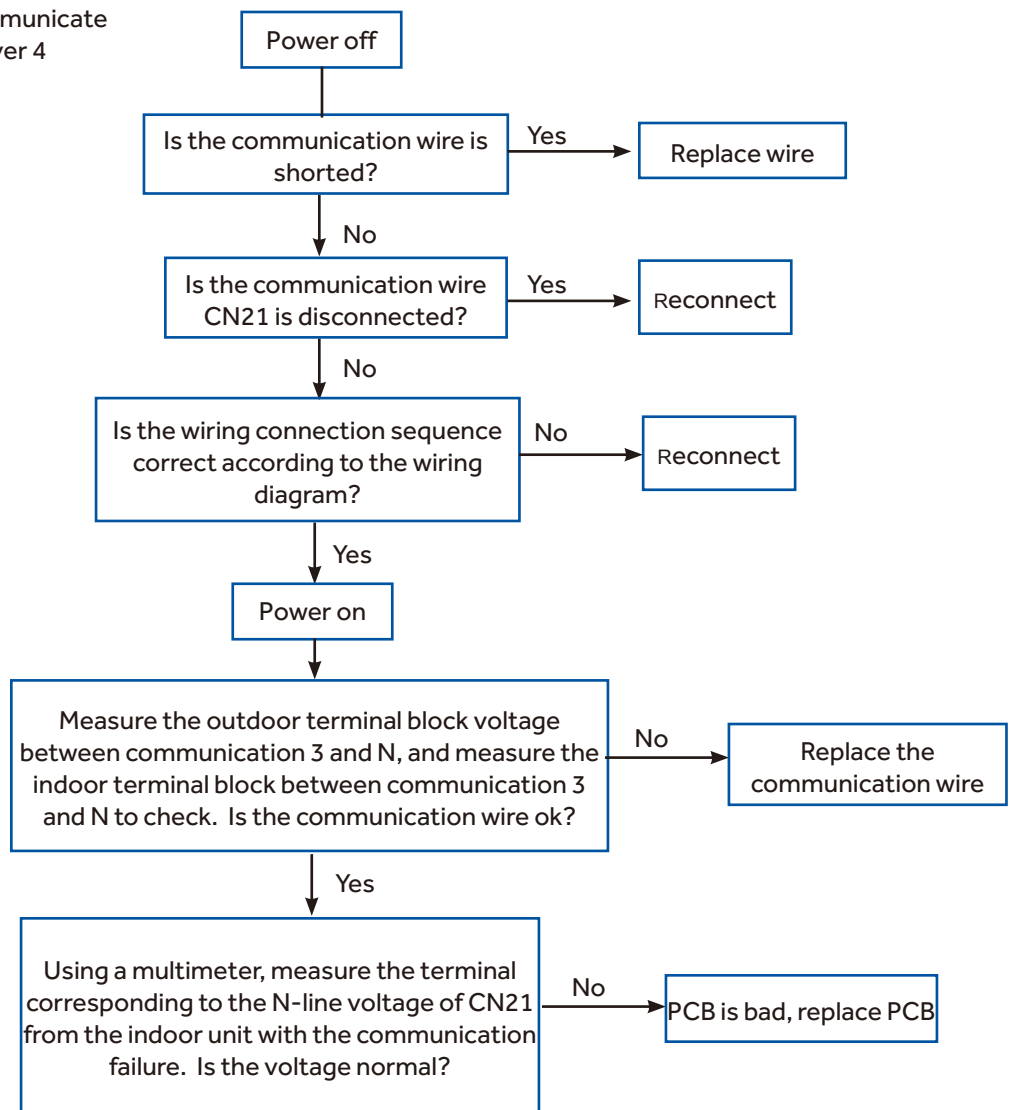 Power off
Is the communication wire is
shorted?
Yes
Replace wire
No
Is the communication wire
CN21 is disconnected?
Yes
Reconnect
No
Is the wiring connection sequence
correct according to the wiring
diagram?
No
Reconnect
Yes
Power on
Measure the outdoor terminal block voltage
between communication 3 and N, and measure the
indoor terminal block between communication 3
and N to check.  Is the communication wire ok?
No
Replace the
communication wire
Yes
Using a multimeter, measure the terminal
corresponding to the N-line voltage of CN21
from the indoor unit with the communication
failure.  Is the voltage normal?
No
PCB is bad, replace PCB